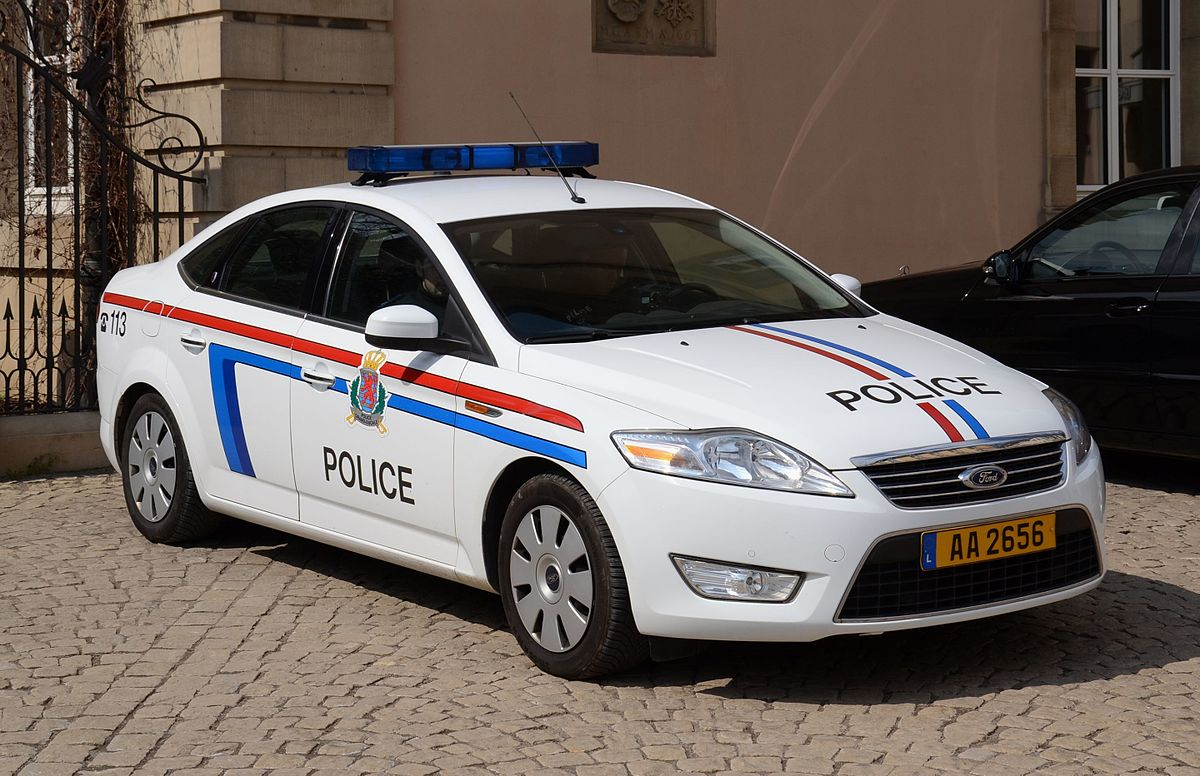 113
POLICE
POLICE
Ford
L
AA 2656